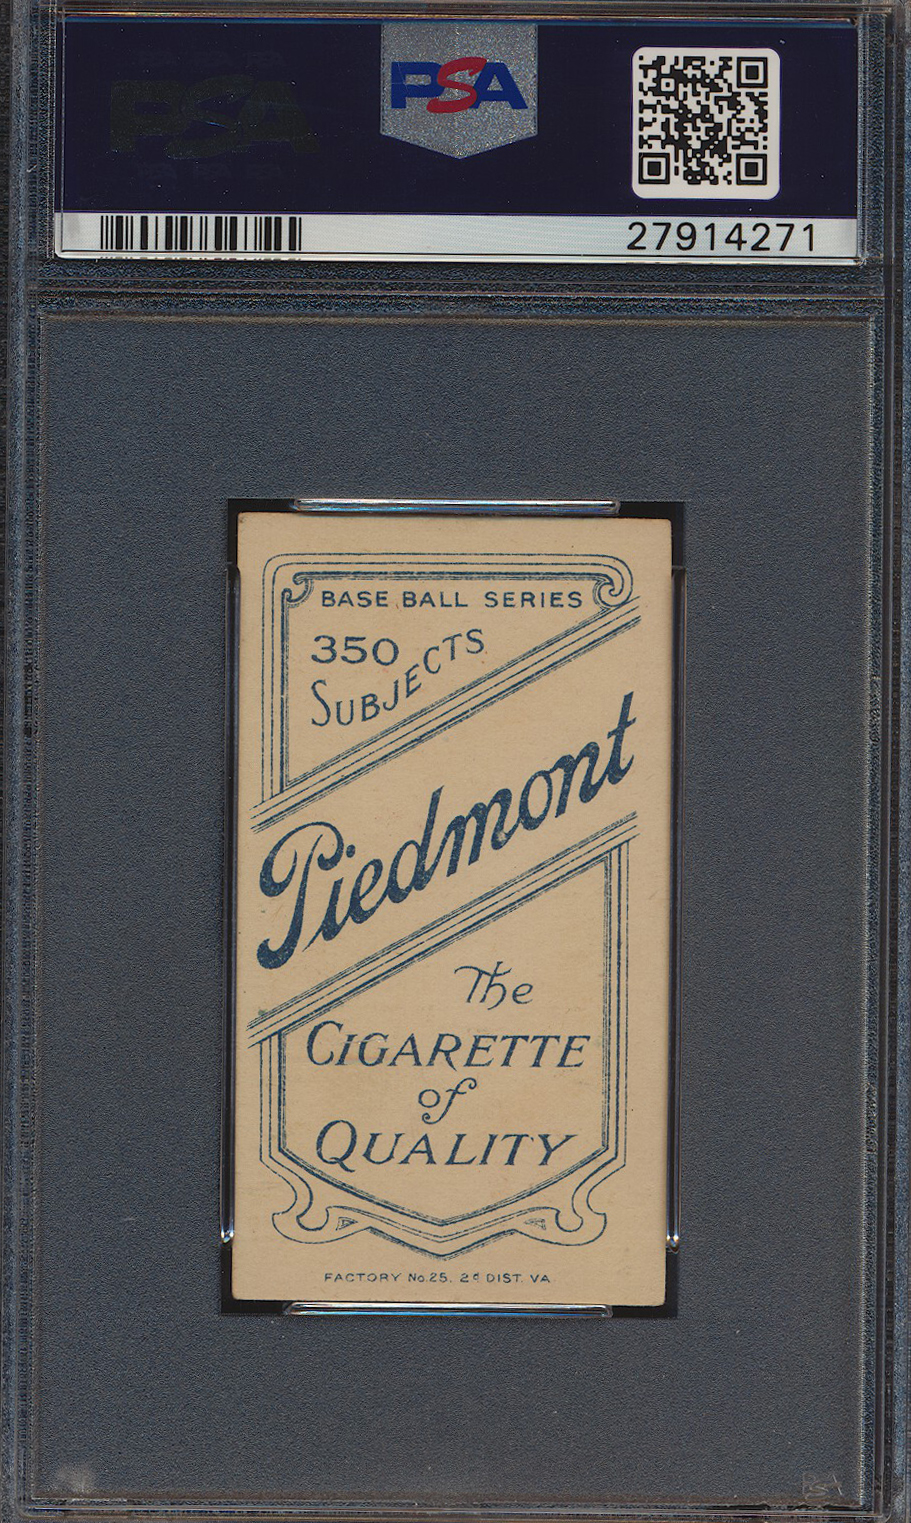 PSA
27914271
BASE BALL SERIES
350
SUBJECTS
Piedmont
The
CIGARETTE
of
QUALITY
FACTORY No. 25. 2d DIST. VA